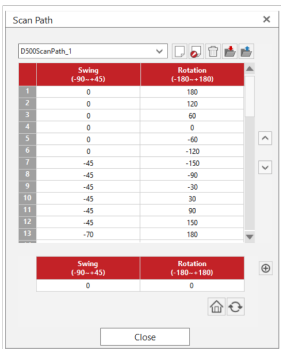 Scan Path
D500ScanPath_1
Swing Rotation
(-90~+45) (-180~+180)
1 0 180
2 0 120
3 0 60
4 0 0
5 0 -60
6 0 -120
7 -45 -150
8 -45 -90
9 -45 -30
10 -45 30
11 -45 90
12 -45 150
13 -70 180
Swing Rotation
(-90~+45) (-180~+180)
0 0
Close